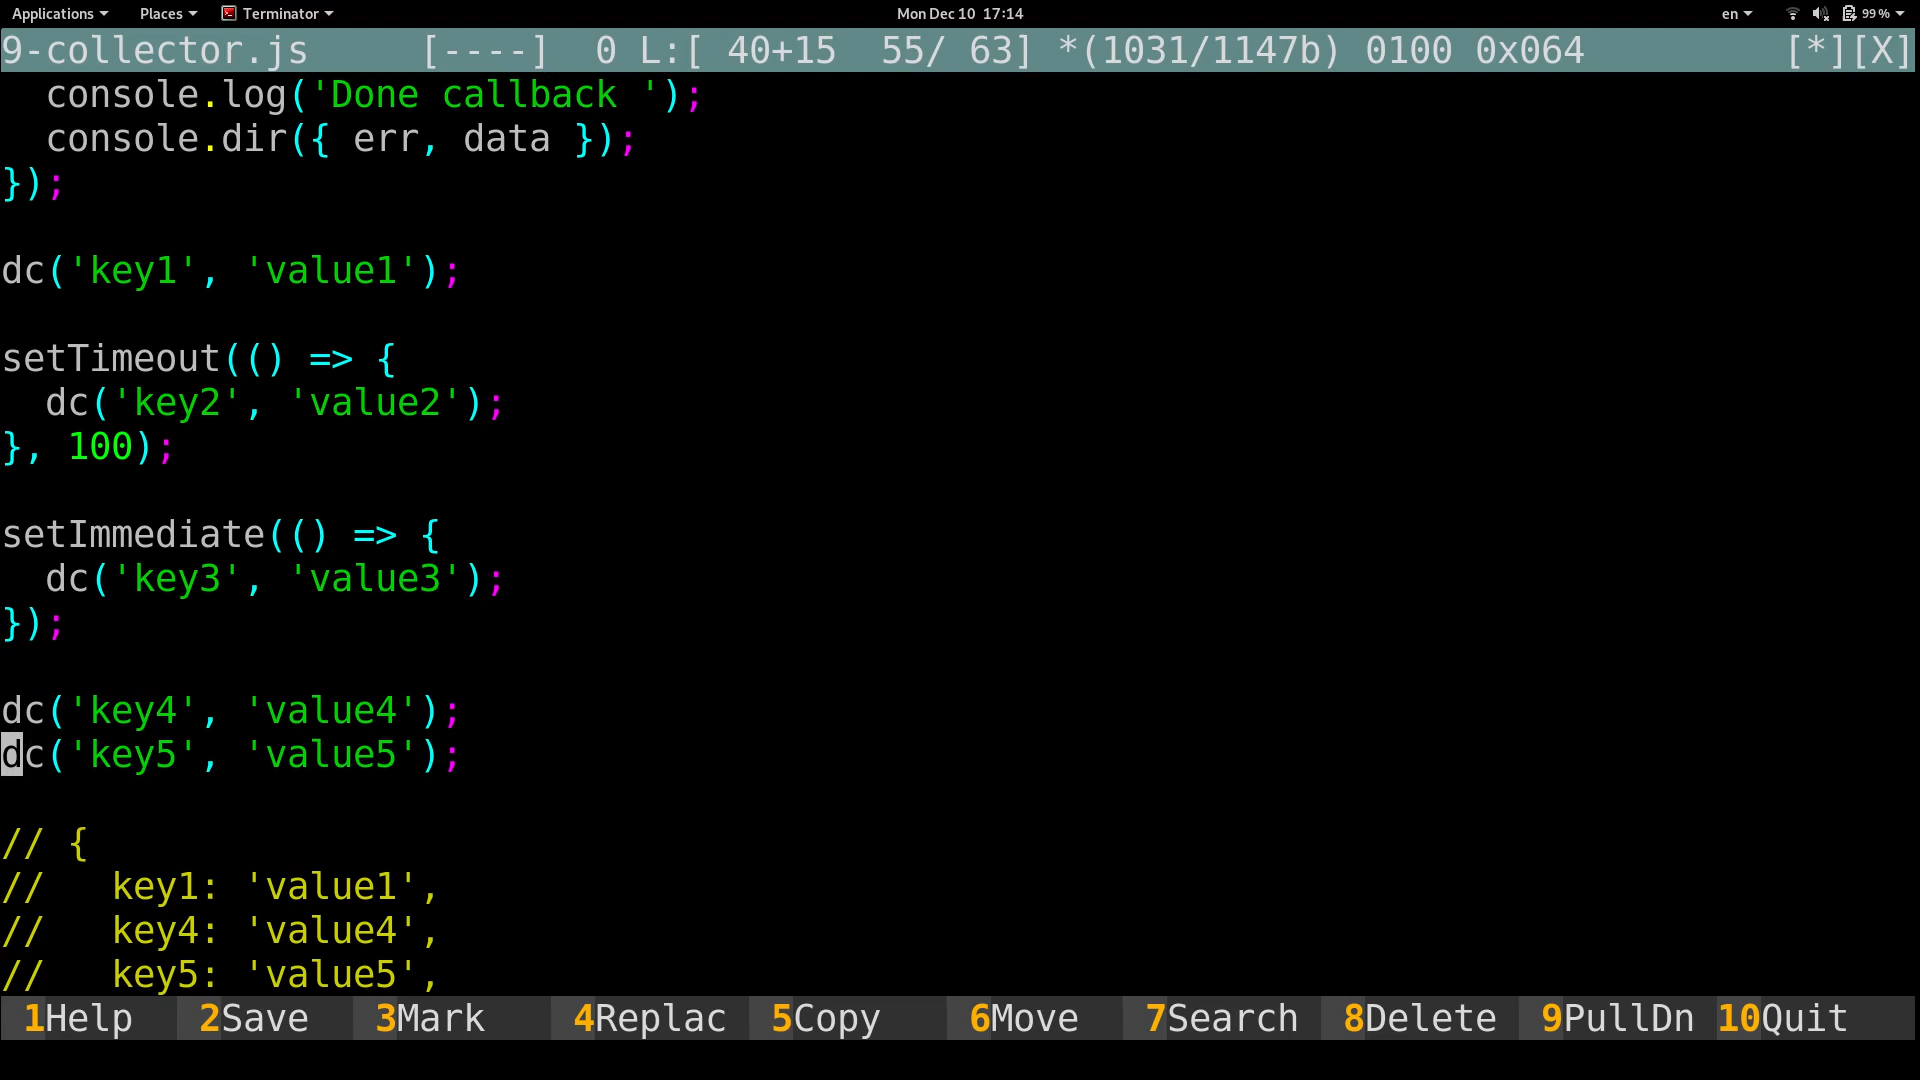 Applications Places Terminator Mon Dec 10 17:14 en 99%
9-collector.js [----] 0 L:[ 40+15 55/ 63] *(1031/1147b) 0100 0x064 [*][X]
console.log('Done callback ');
console.dir({ err, data });
});
dc('key1', 'value1');
setTimeout(() => {
dc('key2', 'value2');
}, 100);
setImmediate(() => {
dc('key3', 'value3');
});
dc('key4', 'value4');
dc('key5', 'value5');
// {
//   key1: 'value1',
//   key4: 'value4',
//   key5: 'value5',
1Help 2Save 3Mark 4Replac 5Copy 6Move 7Search 8Delete 9PullDn 10Quit